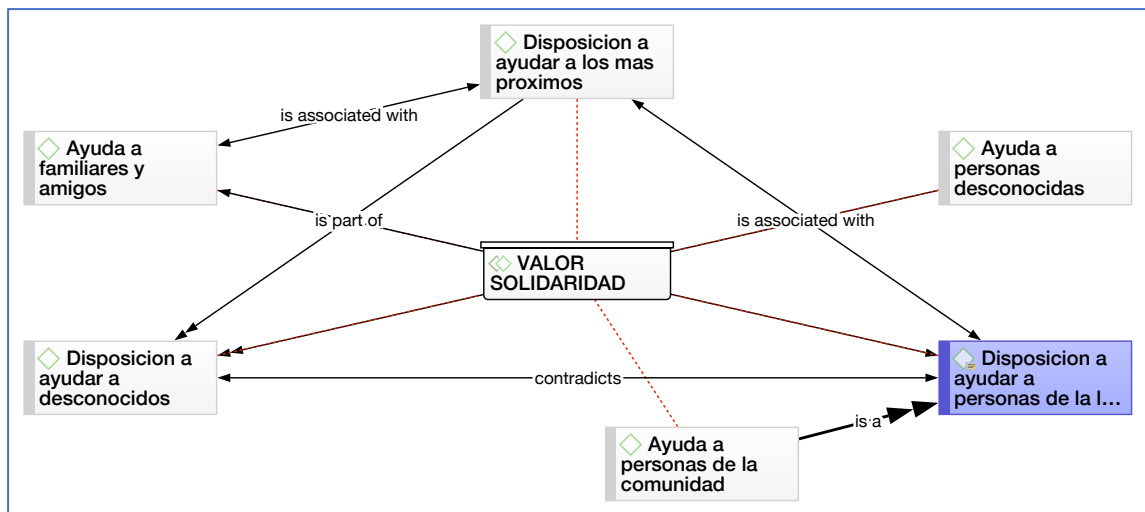 Disposicion a
ayudar a los mas
proximos
is associated with
Ayuda a
familiares y
amigos
Ayuda a
personas
desconocidas
is part of
is associated with
VALOR
SOLIDARIDAD
Disposicion a
ayudar a
desconocidos
contradicts
Disposicion a
ayudar a
personas de la l...
is a
Ayuda a
personas de la
comunidad